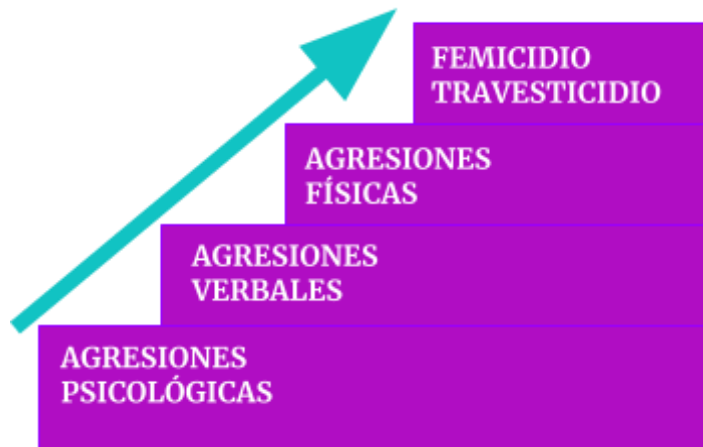 FEMICIDIO
TRAVESTICIDIO
AGRESIONES
FÍSICAS
AGRESIONES
VERBALES
AGRESIONES
PSICOLÓGICAS